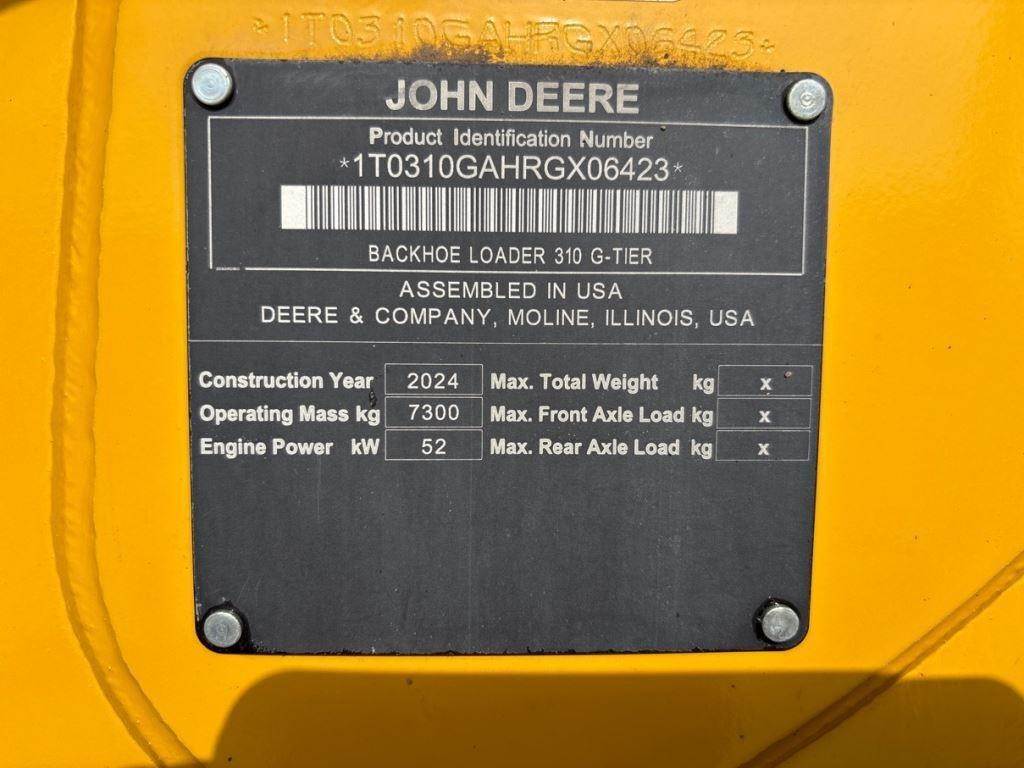 *1T0310GAHRGX06423*
JOHN DEERE
Product Identification Number
*1T0310GAHRGX06423*
BACKHOE LOADER 310 G-TIER
ASSEMBLED IN USA
DEERE & COMPANY, MOLINE, ILLINOIS, USA
Construction Year 2024 Max. Total Weight kg x
Operating Mass kg 7300 Max. Front Axle Load kg x
Engine Power kW 52 Max. Rear Axle Load kg x